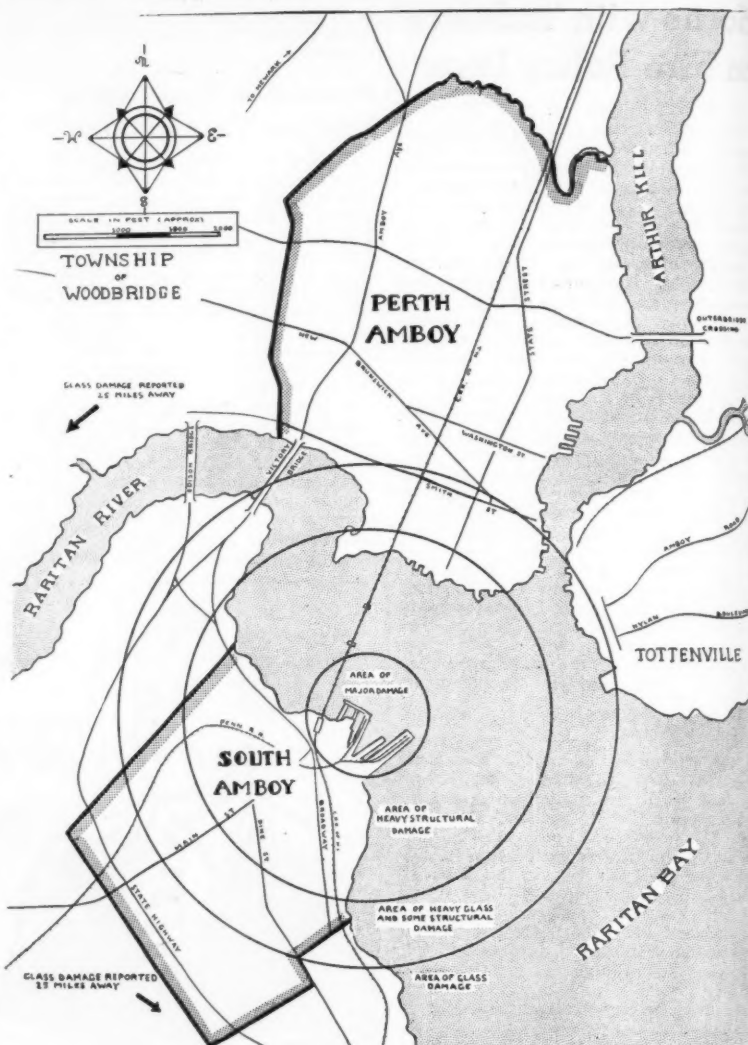 N
W
E
S
TO NEWARK
SCALE IN FEET (APPROX)
TOWNSHIP
OF
WOODBRIDGE
AMBOY AVE
PERTH
AMBOY
STATE STREET
ARTHUR KILL
OUTERBRIDGE
CROSSING
NEW BRUNSWICK AVE
WASHINGTON ST
SMITH ST
GLASS DAMAGE REPORTED
MILES AWAY
EDISON BRIDGE
VICTORY
BRIDGE
RARITAN RIVER
AMBOY ROAD
HYLAN
TOTTENVILLE
AREA OF
MAJOR DAMAGE
PENN R.R.
SOUTH
AMBOY
MAIN ST
PINE ST
BROADWAY
AREA OF
HEAVY STRUCTURAL
DAMAGE
STATE HIGHWAY
AREA OF HEAVY GLASS
AND SOME STRUCTURAL
DAMAGE
RARITAN BAY
GLASS DAMAGE REPORTED
MILES AWAY
AREA OF GLASS
DAMAGE